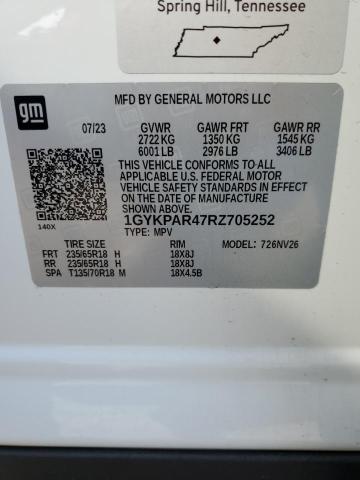 Spring Hill, Tennessee
gm
MFD BY GENERAL MOTORS LLC
07/23 GVWR GAWR FRT GAWR RR
2722 KG 1350 KG 1545 KG
6001 LB 2976 LB 3406 LB
THIS VEHICLE CONFORMS TO ALL
APPLICABLE U.S. FEDERAL MOTOR
VEHICLE SAFETY STANDARDS IN EFFECT
ON THE DATE OF MANUFACTURE
SHOWN ABOVE.
1GYKPAR47RZ705252
140X
TYPE: MPV
TIRE SIZE RIM MODEL: 726NV26
FRT 235/65R18 H 18X8J
RR 235/65R18 H 18X8J
SPA T135/70R18 M 18X4.5B